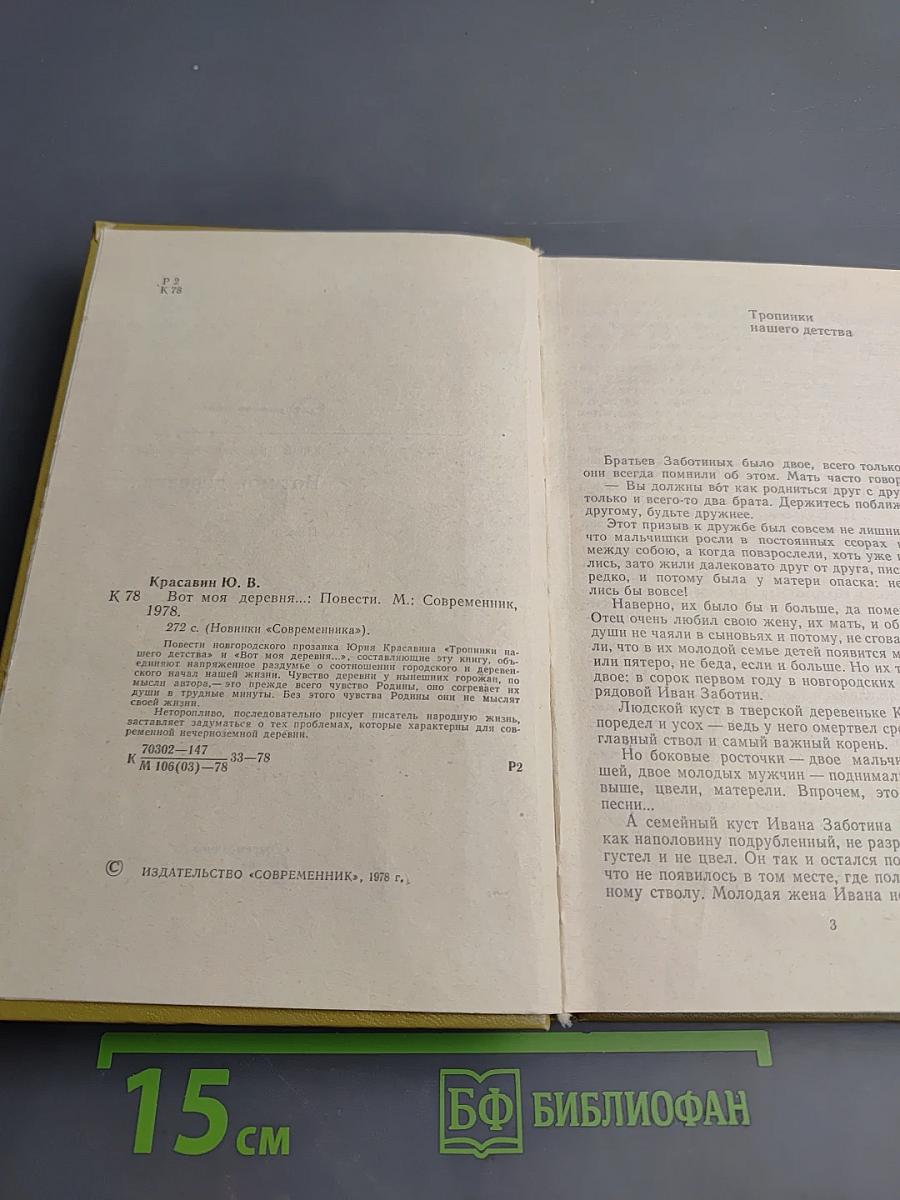 Р 2
К 78
Красавин Ю. В.
К 78 Вот моя деревня...: Повести. М.: Современник,
1978.
272 с. (Новинки «Современника»).
Повести новгородского прозаика Юрия Красавина «Тропинки на-
шего детства» и «Вот моя деревня...», составляющие эту книгу, объ-
единяют напряженное раздумье о соотношении городского и деревен-
ского начал нашей жизни. Чувство деревни у нынешних горожан, по
мысли автора,— это прежде всего чувство Родины, оно согревает их
души в трудные минуты. Без этого чувства Родины они не мыслят
своей жизни.
Неторопливо, последовательно рисует писатель народную жизнь,
заставляет задуматься о тех проблемах, которые характерны для сов-
ременной нечерноземной деревни.
70302—147
К 33—78
М 106(03)—78
Р2
© ИЗДАТЕЛЬСТВО «СОВРЕМЕННИК», 1978 г.
Тропинки
нашего детства
Братьев Заботиных было двое, всего только
они всегда помнили об этом. Мать часто говор
— Вы должны вот как родниться друг с дру
только и всего-то два брата. Держитесь поближ
другому, будьте дружнее.
Этот призыв к дружбе был совсем не лишни
что мальчишки росли в постоянных ссорах
между собою, а когда повзрослели, хоть уже
лись, зато жили далековато друг от друга, пис
редко, и потому была у матери опаска: не
лись бы вовсе!
Наверно, их было бы и больше, да поме
Отец очень любил свою жену, их мать, и об
души не чаяли в сыновьях и потому, не сгова
ли, что в их молодой семье детей появится м
или пятеро, не беда, если и больше. Но их т
двое: в сорок первом году в новгородских
рядовой Иван Заботин.
Людской куст в тверской деревеньке К
поредел и усох — ведь у него омертвел сре
главный ствол и самый важный корень.
Но боковые росточки — двое мальчи
шей, двое молодых мужчин — поднимал
выше, цвели, матерели. Впрочем, это
песни...
А семейный куст Ивана Заботина
как наполовину подрубленный, не разр
густел и не цвел. Он так и остался по
что не появилось в том месте, где пол
ному стволу. Молодая жена Ивана не
3
15 см
БФ БИБЛИОФАН